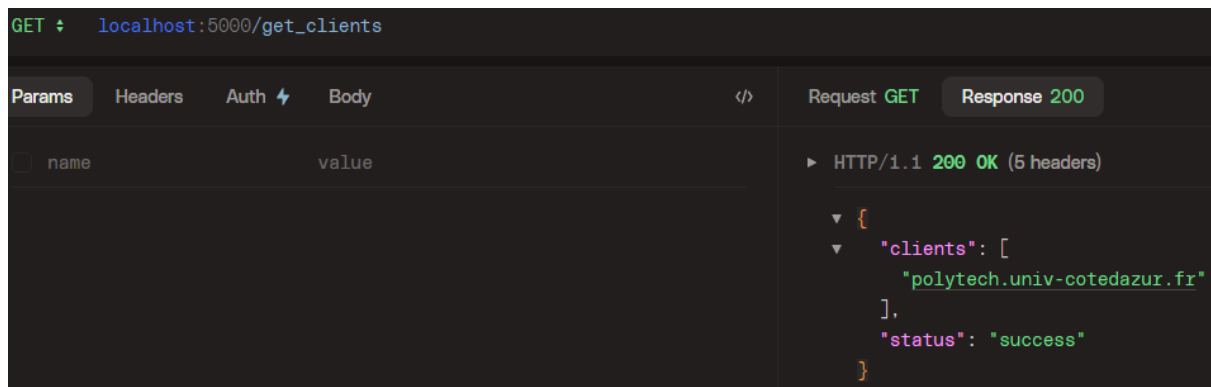 GET localhost:5000/get_clients
Params Headers Auth Body </>
name value
Request GET Response 200
HTTP/1.1 200 OK (5 headers)
{
"clients": [
"polytech.univ-cotedazur.fr"
],
"status": "success"
}